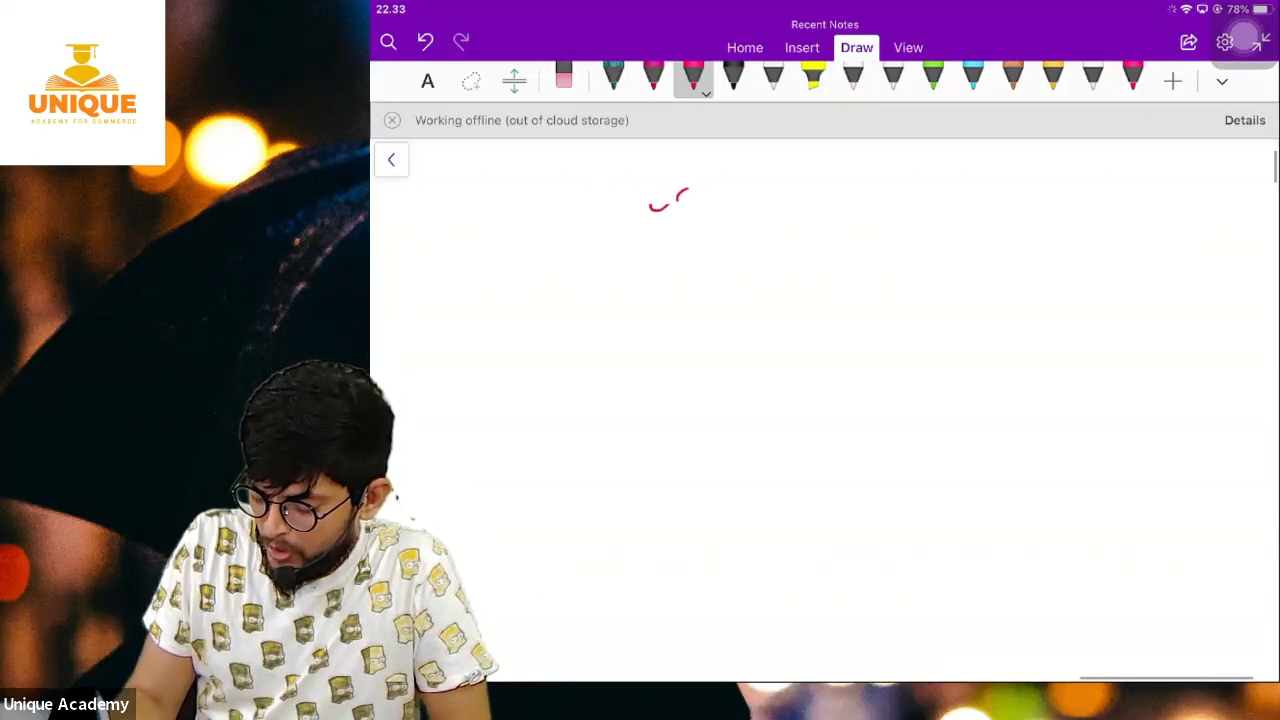 22.33
Recent Notes
78%
Home Insert Draw View
A
Working offline (out of cloud storage)
Details
UNIQUE
ACADEMY FOR COMMERCE
Unique Academy